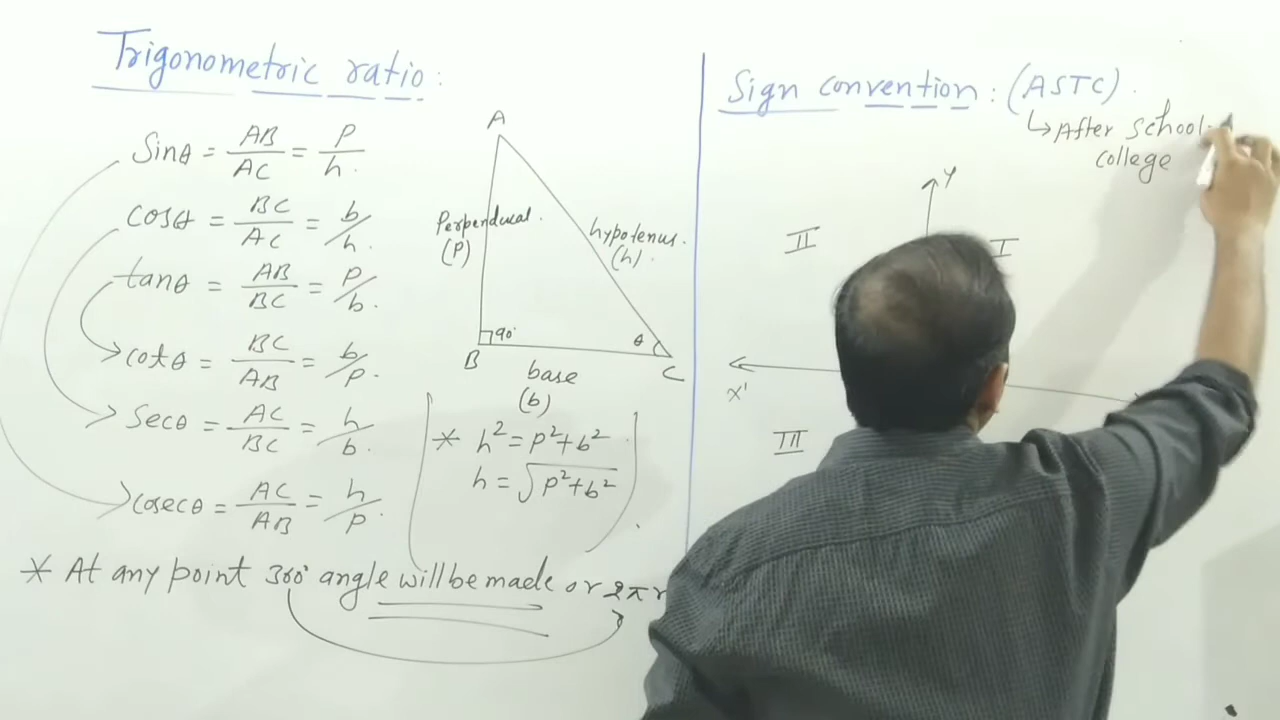 Trigonometric ratio:
Sinθ = AB/AC = P/h.
cosθ = BC/AC = b/h.
tanθ = AB/BC = P/b.
cotθ = BC/AB = b/P.
Secθ = AC/BC = h/b.
cosecθ = AC/AB = h/P.
A
Perpenducal.
(P)
hypotenus.
(h).
90°
θ
B
C
base
(b)
* h² = p²+b²
h = √p²+b²
* At any point 360° angle will be made or 2π
Sign convention: (ASTC).
↳ After School
college
Y
II
I
X'
III